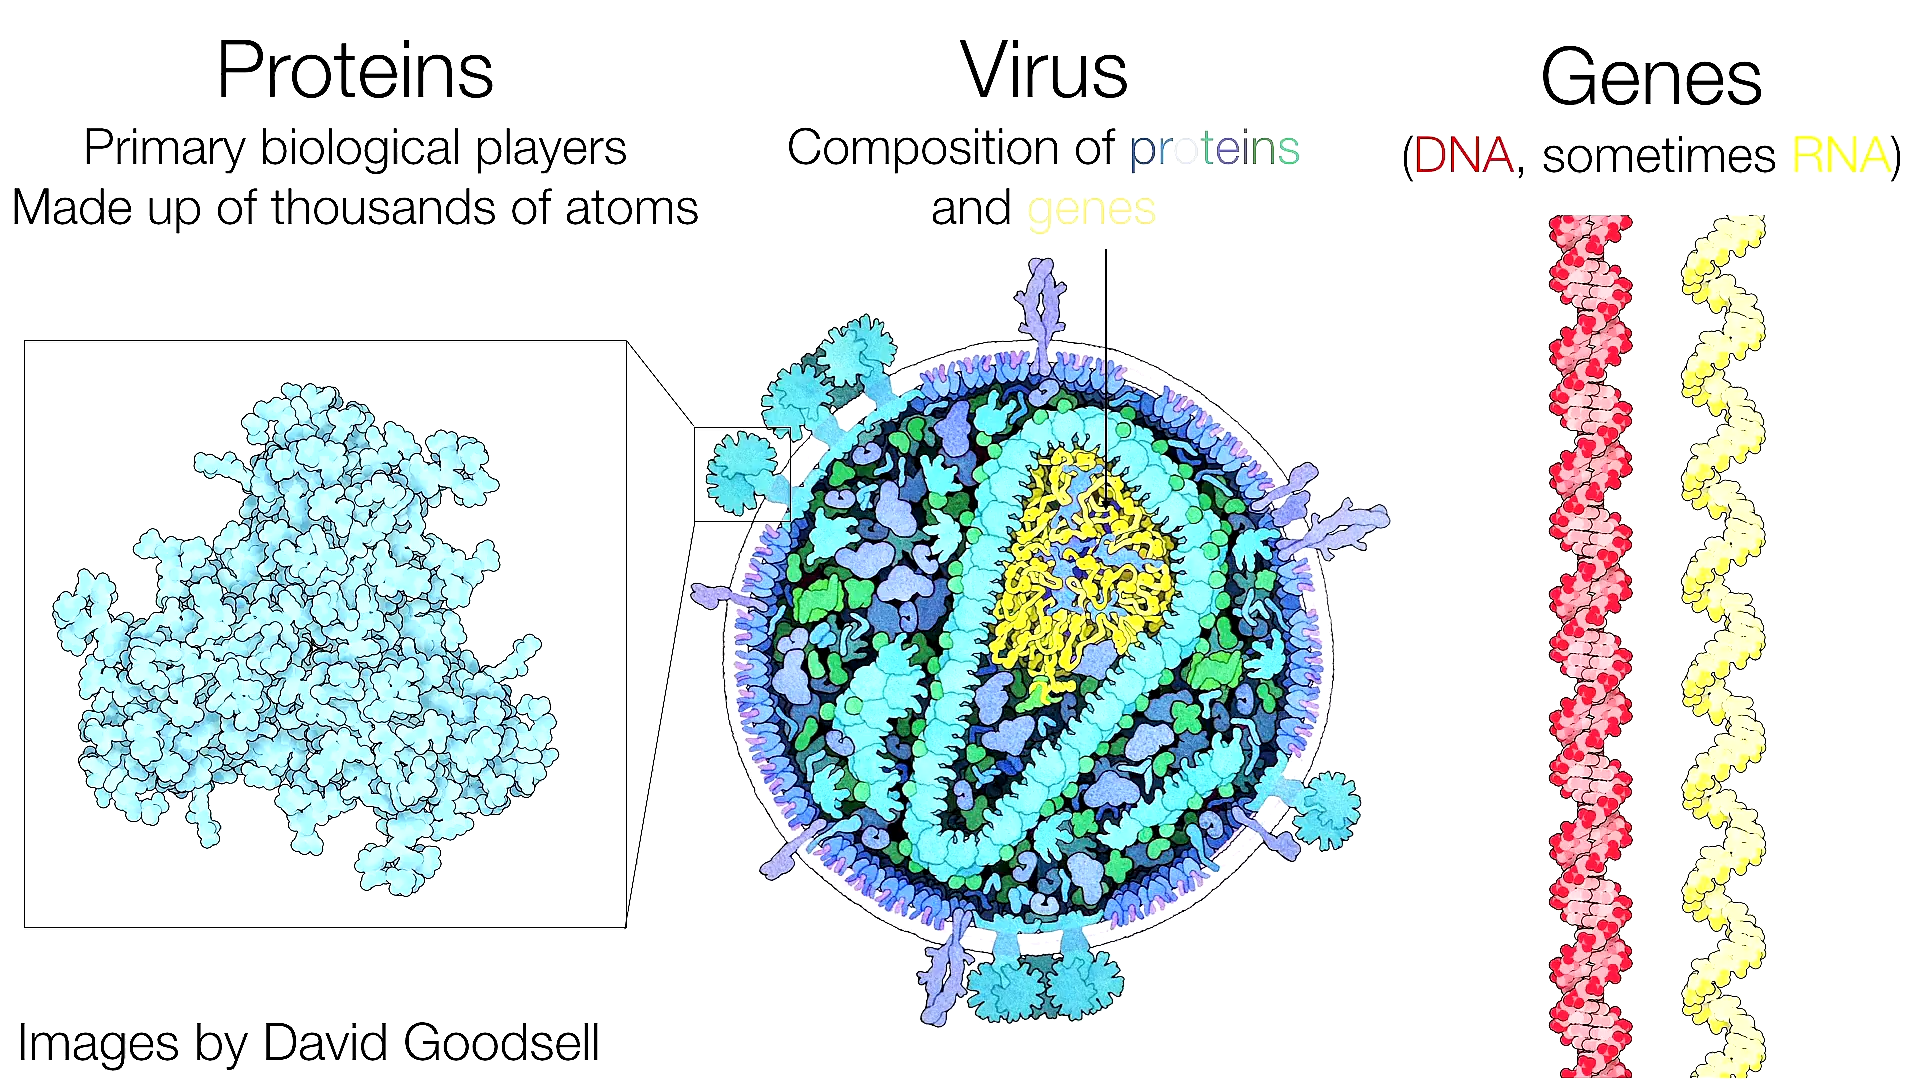 Proteins
Primary biological players
Made up of thousands of atoms
Virus
Composition of proteins
and genes
Genes
(DNA, sometimes RNA)
Images by David Goodsell